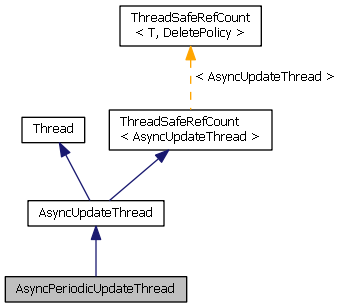 ThreadSafeRefCount
< T, DeletePolicy >
< AsyncUpdateThread >
Thread
ThreadSafeRefCount
< AsyncUpdateThread >
AsyncUpdateThread
AsyncPeriodicUpdateThread